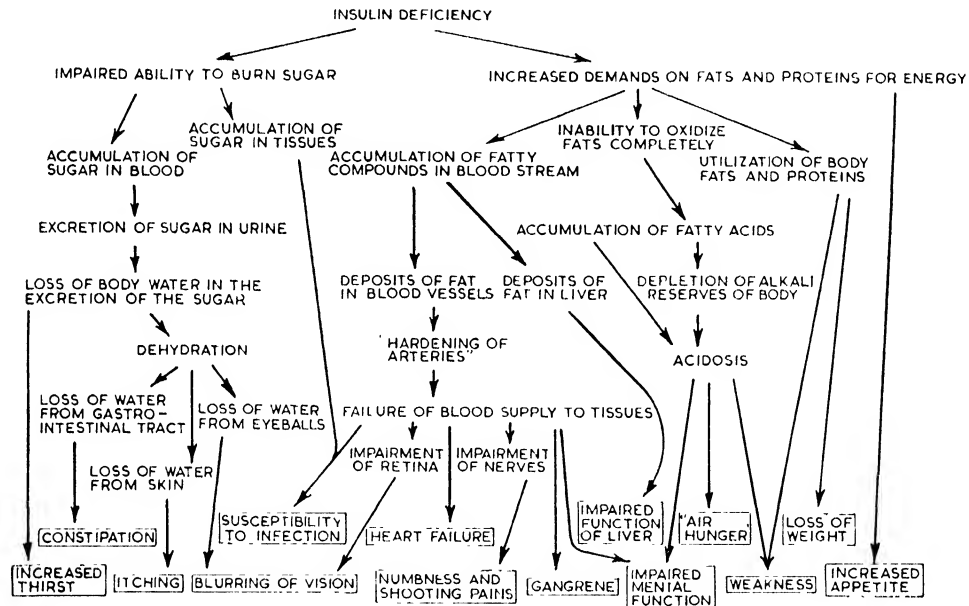 INSULIN DEFICIENCY
IMPAIRED ABILITY TO BURN SUGAR
INCREASED DEMANDS ON FATS AND PROTEINS FOR ENERGY
ACCUMULATION OF
SUGAR IN TISSUES
INABILITY TO OXIDIZE
FATS COMPLETELY
ACCUMULATION OF
SUGAR IN BLOOD
ACCUMULATION OF FATTY
COMPOUNDS IN BLOOD STREAM
UTILIZATION OF BODY
FATS AND PROTEINS
EXCRETION OF SUGAR IN URINE
ACCUMULATION OF FATTY ACIDS
LOSS OF BODY WATER IN THE
EXCRETION OF THE SUGAR
DEPOSITS OF FAT
IN BLOOD VESSELS
DEPOSITS OF
FAT IN LIVER
DEPLETION OF ALKALI
RESERVES OF BODY
DEHYDRATION
"HARDENING OF
ARTERIES"
ACIDOSIS
LOSS OF WATER
FROM GASTRO-
INTESTINAL TRACT
LOSS OF WATER
FROM EYEBALLS
FAILURE OF BLOOD SUPPLY TO TISSUES
LOSS OF WATER
FROM SKIN
IMPAIRMENT
OF RETINA
IMPAIRMENT
OF NERVES
CONSTIPATION
SUSCEPTIBILITY
TO INFECTION
HEART FAILURE
IMPAIRED
FUNCTION
OF LIVER
"AIR
HUNGER"
LOSS OF
WEIGHT
INCREASED
THIRST
ITCHING
BLURRING OF VISION
NUMBNESS AND
SHOOTING PAINS
GANGRENE
IMPAIRED
MENTAL
FUNCTION
WEAKNESS
INCREASED
APPETITE